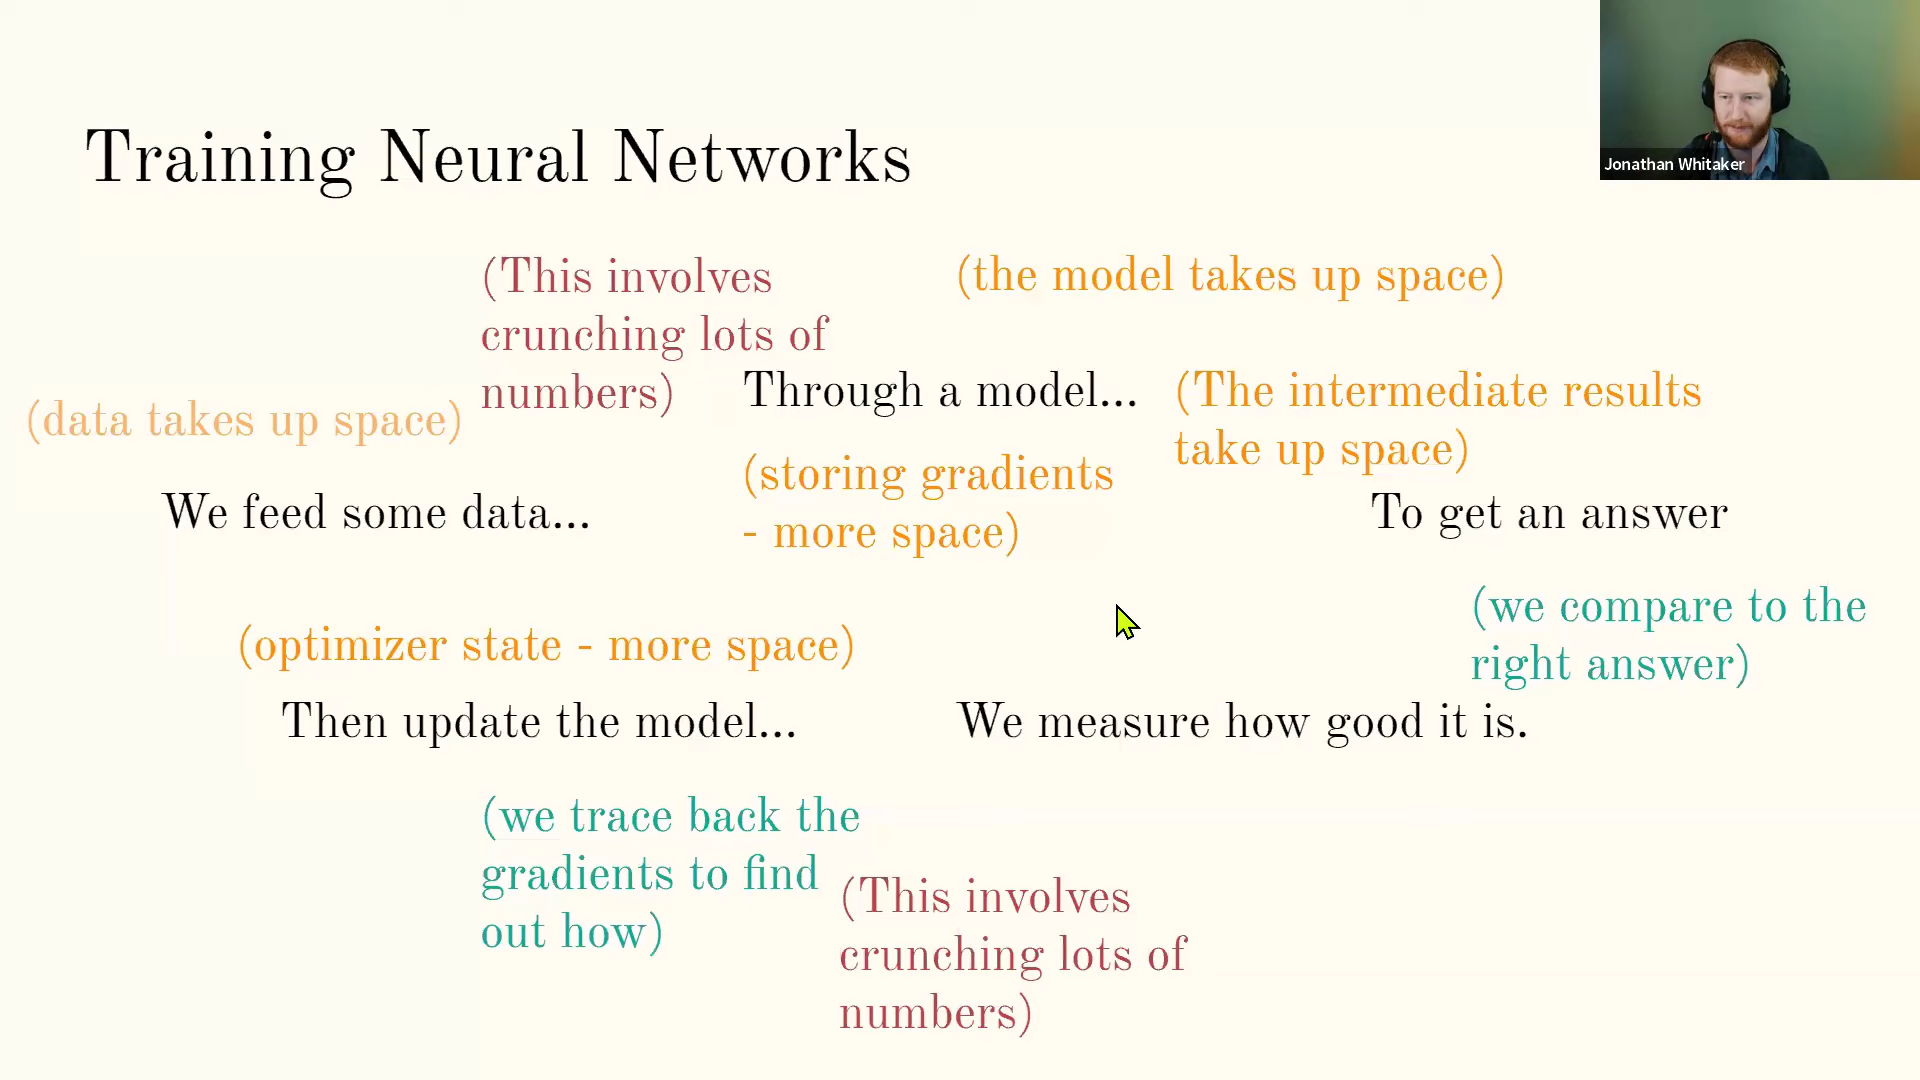 Jonathan Whitaker
Training Neural Networks
(This involves
crunching lots of
numbers)
(the model takes up space)
(data takes up space)
Through a model...
(The intermediate results
take up space)
We feed some data...
(storing gradients
- more space)
To get an answer
(we compare to the
right answer)
(optimizer state - more space)
Then update the model...
We measure how good it is.
(we trace back the
gradients to find
out how)
(This involves
crunching lots of
numbers)